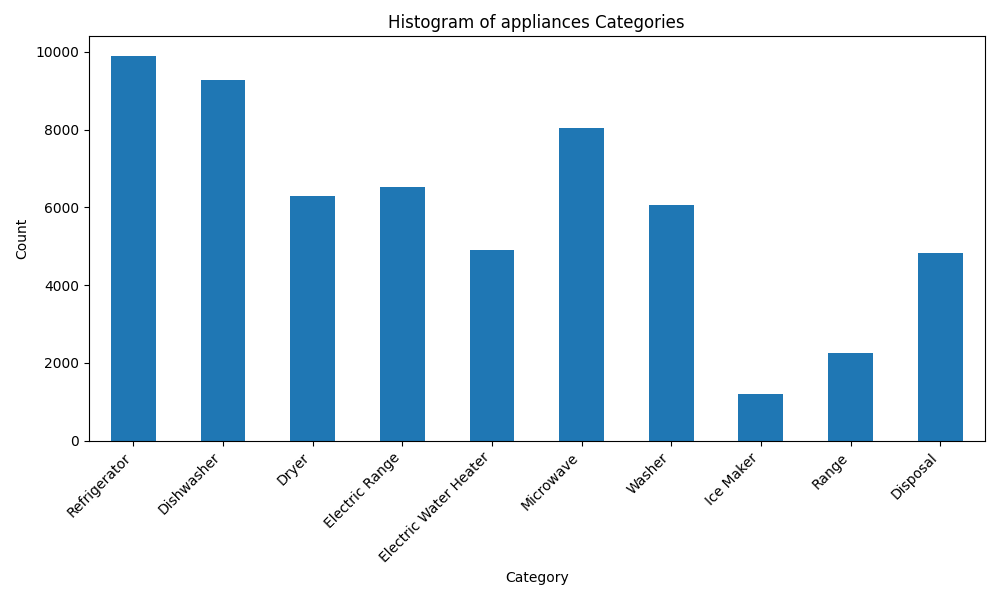 Histogram of appliances Categories
Count
10000
8000
6000
4000
2000
0
Refrigerator
Dishwasher
Dryer
Electric Range
Electric Water Heater
Microwave
Washer
Ice Maker
Range
Disposal
Category